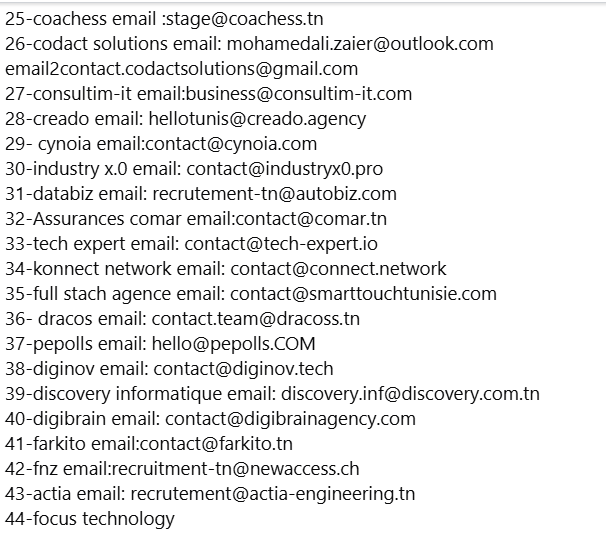 25-coachess email :stage@coachess.tn
26-codact solutions email: mohamedali.zaier@outlook.com
email2contact.codactsolutions@gmail.com
27-consultim-it email:business@consultim-it.com
28-creado email: hellotunis@creado.agency
29- cynoia email:contact@cynoia.com
30-industry x.0 email: contact@industryx0.pro
31-databiz email: recrutement-tn@autobiz.com
32-Assurances comar email:contact@comar.tn
33-tech expert email: contact@tech-expert.io
34-konnect network email: contact@connect.network
35-full stach agence email: contact@smarttouchtunisie.com
36- dracos email: contact.team@dracoss.tn
37-pepolls email: hello@pepolls.COM
38-diginov email: contact@diginov.tech
39-discovery informatique email: discovery.inf@discovery.com.tn
40-digibrain email: contact@digibrainagency.com
41-farkito email:contact@farkito.tn
42-fnz email:recruitment-tn@newaccess.ch
43-actia email: recrutement@actia-engineering.tn
44-focus technology